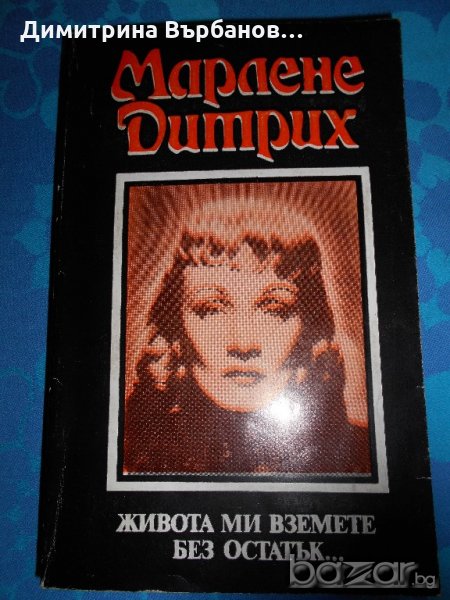 Димитрина Върбанов...
Марлене
Дитрих
ЖИВОТА МИ ВЗЕМЕТЕ
БЕЗ ОСТАТЪК...
bazar.bg